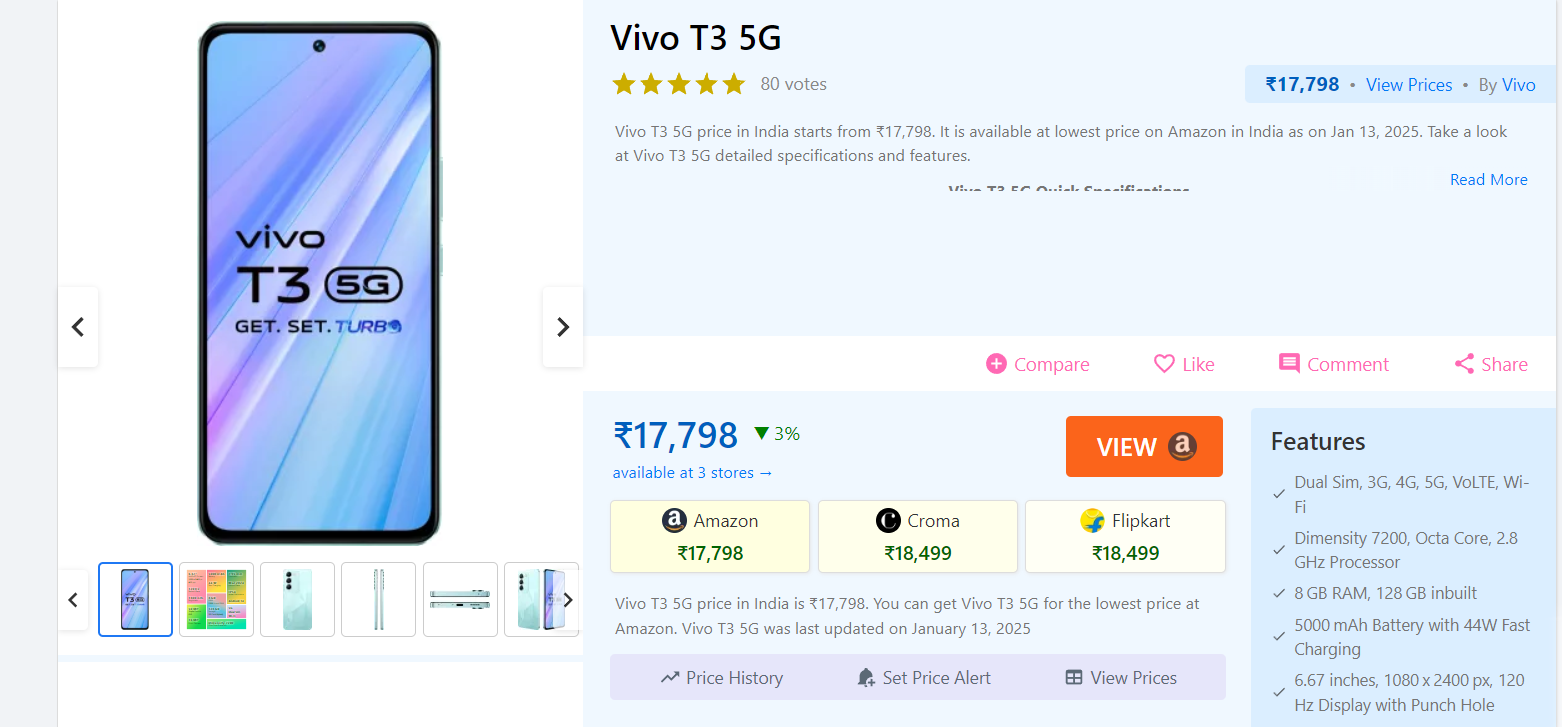 vivo
T3 5G
GET. SET. TURBO
Vivo T3 5G
80 votes
₹17,798 • View Prices • By Vivo
Vivo T3 5G price in India starts from ₹17,798. It is available at lowest price on Amazon in India as on Jan 13, 2025. Take a look
at Vivo T3 5G detailed specifications and features.
Vivo T3 5G Quick Specifications
Read More
Compare
Like
Comment
Share
₹17,798 ▼ 3%
available at 3 stores →
VIEW
Amazon
₹17,798
Croma
₹18,499
Flipkart
₹18,499
Vivo T3 5G price in India is ₹17,798. You can get Vivo T3 5G for the lowest price at
Amazon. Vivo T3 5G was last updated on January 13, 2025
Price History
Set Price Alert
View Prices
Features
Dual Sim, 3G, 4G, 5G, VoLTE, Wi-
Fi
Dimensity 7200, Octa Core, 2.8
GHz Processor
8 GB RAM, 128 GB inbuilt
5000 mAh Battery with 44W Fast
Charging
6.67 inches, 1080 x 2400 px, 120
Hz Display with Punch Hole